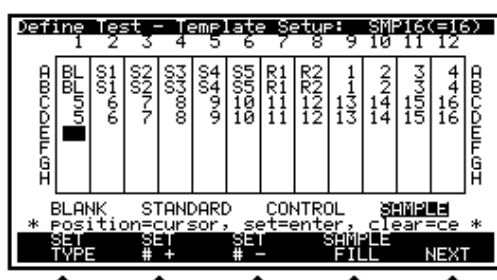 Define Test - Template Setup: SMP16(=16)
1 2 3 4 5 6 7 8 9 10 11 12
A BL S1 S2 S3 S4 S5 R1 R2 1 2 3 4 A
B BL S1 S2 S3 S4 S5 R1 R2 1 2 3 4 B
C 5 6 7 8 9 10 11 12 13 14 15 16 C
D 5 6 7 8 9 10 11 12 13 14 15 16 D
E E
F F
G G
H H
BLANK STANDARD CONTROL SAMPLE
* position=cursor, set=enter, clear=ce *
SET SET SET SAMPLE
TYPE # + # - FILL NEXT